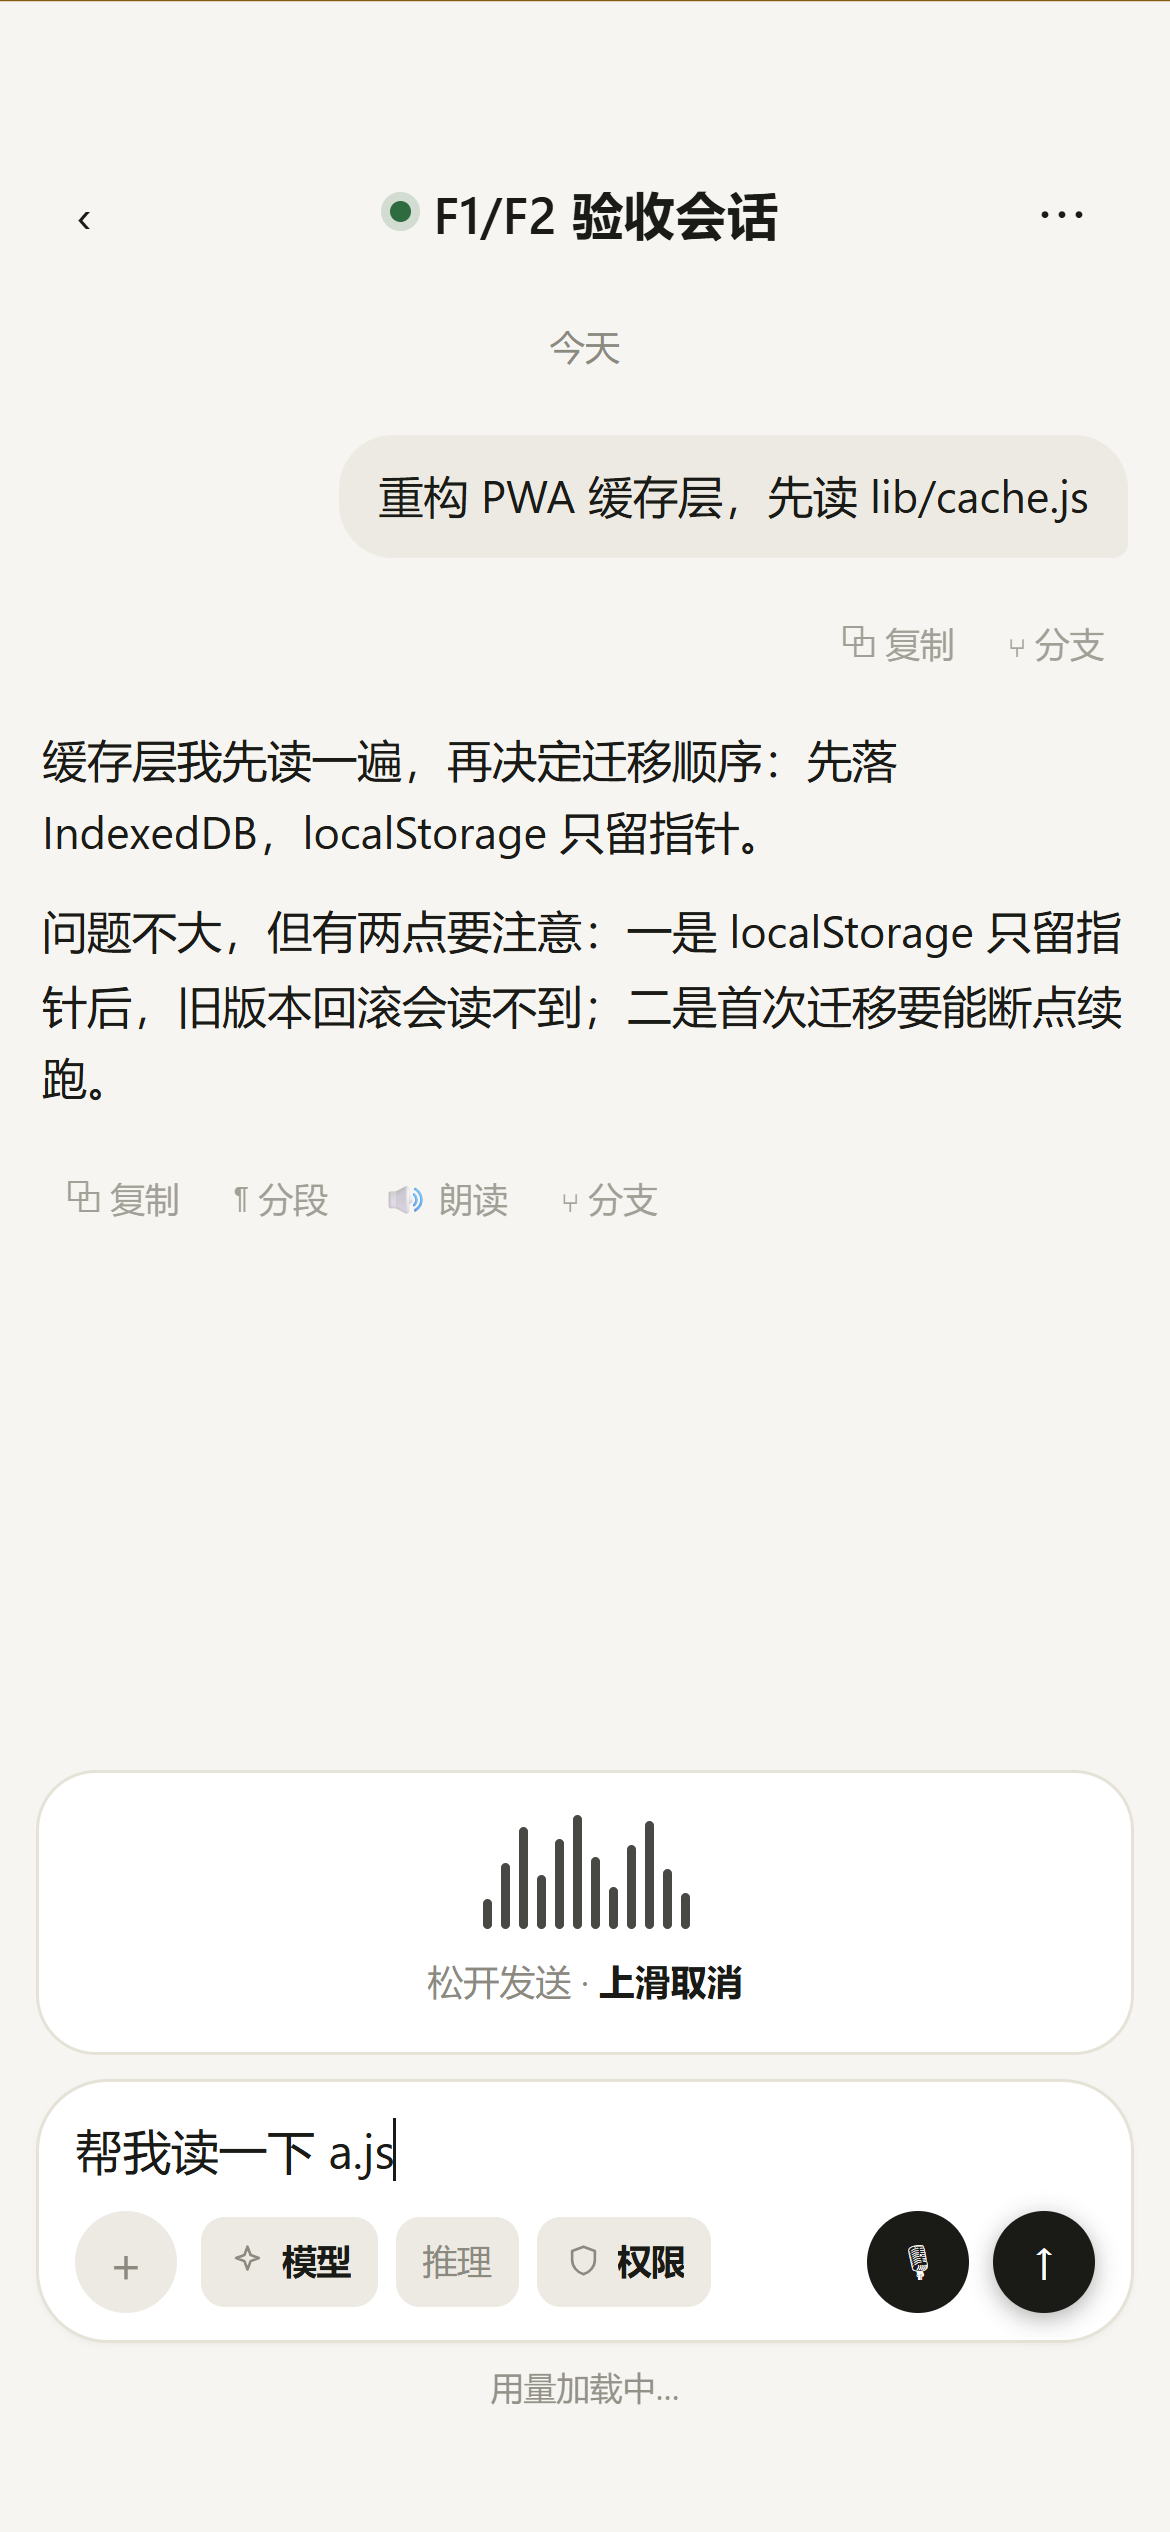 ‹
F1/F2 验收会话
···
今天
重构 PWA 缓存层，先读 lib/cache.js
复制 分支
缓存层我先读一遍，再决定迁移顺序：先落
IndexedDB，localStorage 只留指针。
问题不大，但有两点要注意：一是 localStorage 只留指
针后，旧版本回滚会读不到；二是首次迁移要能断点续
跑。
复制 ¶ 分段 朗读 分支
松开发送 · 上滑取消
帮我读一下 a.js
+ 模型 推理 权限 ↑
用量加载中...